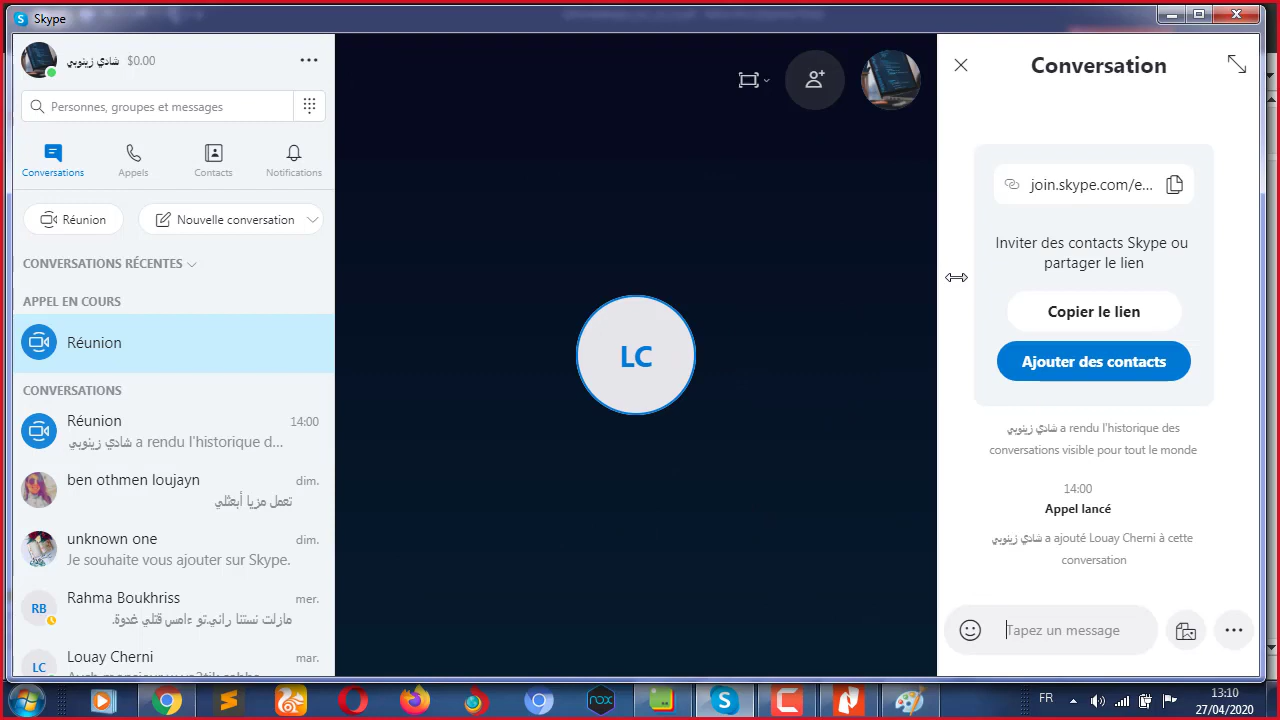 Skype
شادي زينوبي $0.00
Personnes, groupes et messages
Conversations
Appels
Contacts
Notifications
Réunion
Nouvelle conversation
CONVERSATIONS RÉCENTES
APPEL EN COURS
Réunion
CONVERSATIONS
Réunion 14:00
شادي زينوبي a rendu l'historique d...
ben othmen loujayn dim.
تعمل مزيا أبعثلي
unknown one dim.
Je souhaite vous ajouter sur Skype.
RB
Rahma Boukhriss mer.
مازلت نستنا راني.تو ءامس قتلي غدوة.
LC
Louay Cherni mar.
LC
Conversation
join.skype.com/e...
Inviter des contacts Skype ou
partager le lien
Copier le lien
Ajouter des contacts
شادي زينوبي a rendu l'historique des
conversations visible pour tout le monde
14:00
Appel lancé
شادي زينوبي a ajouté Louay Cherni à cette
conversation
Tapez un message
nox
FR
13:10
27/04/2020